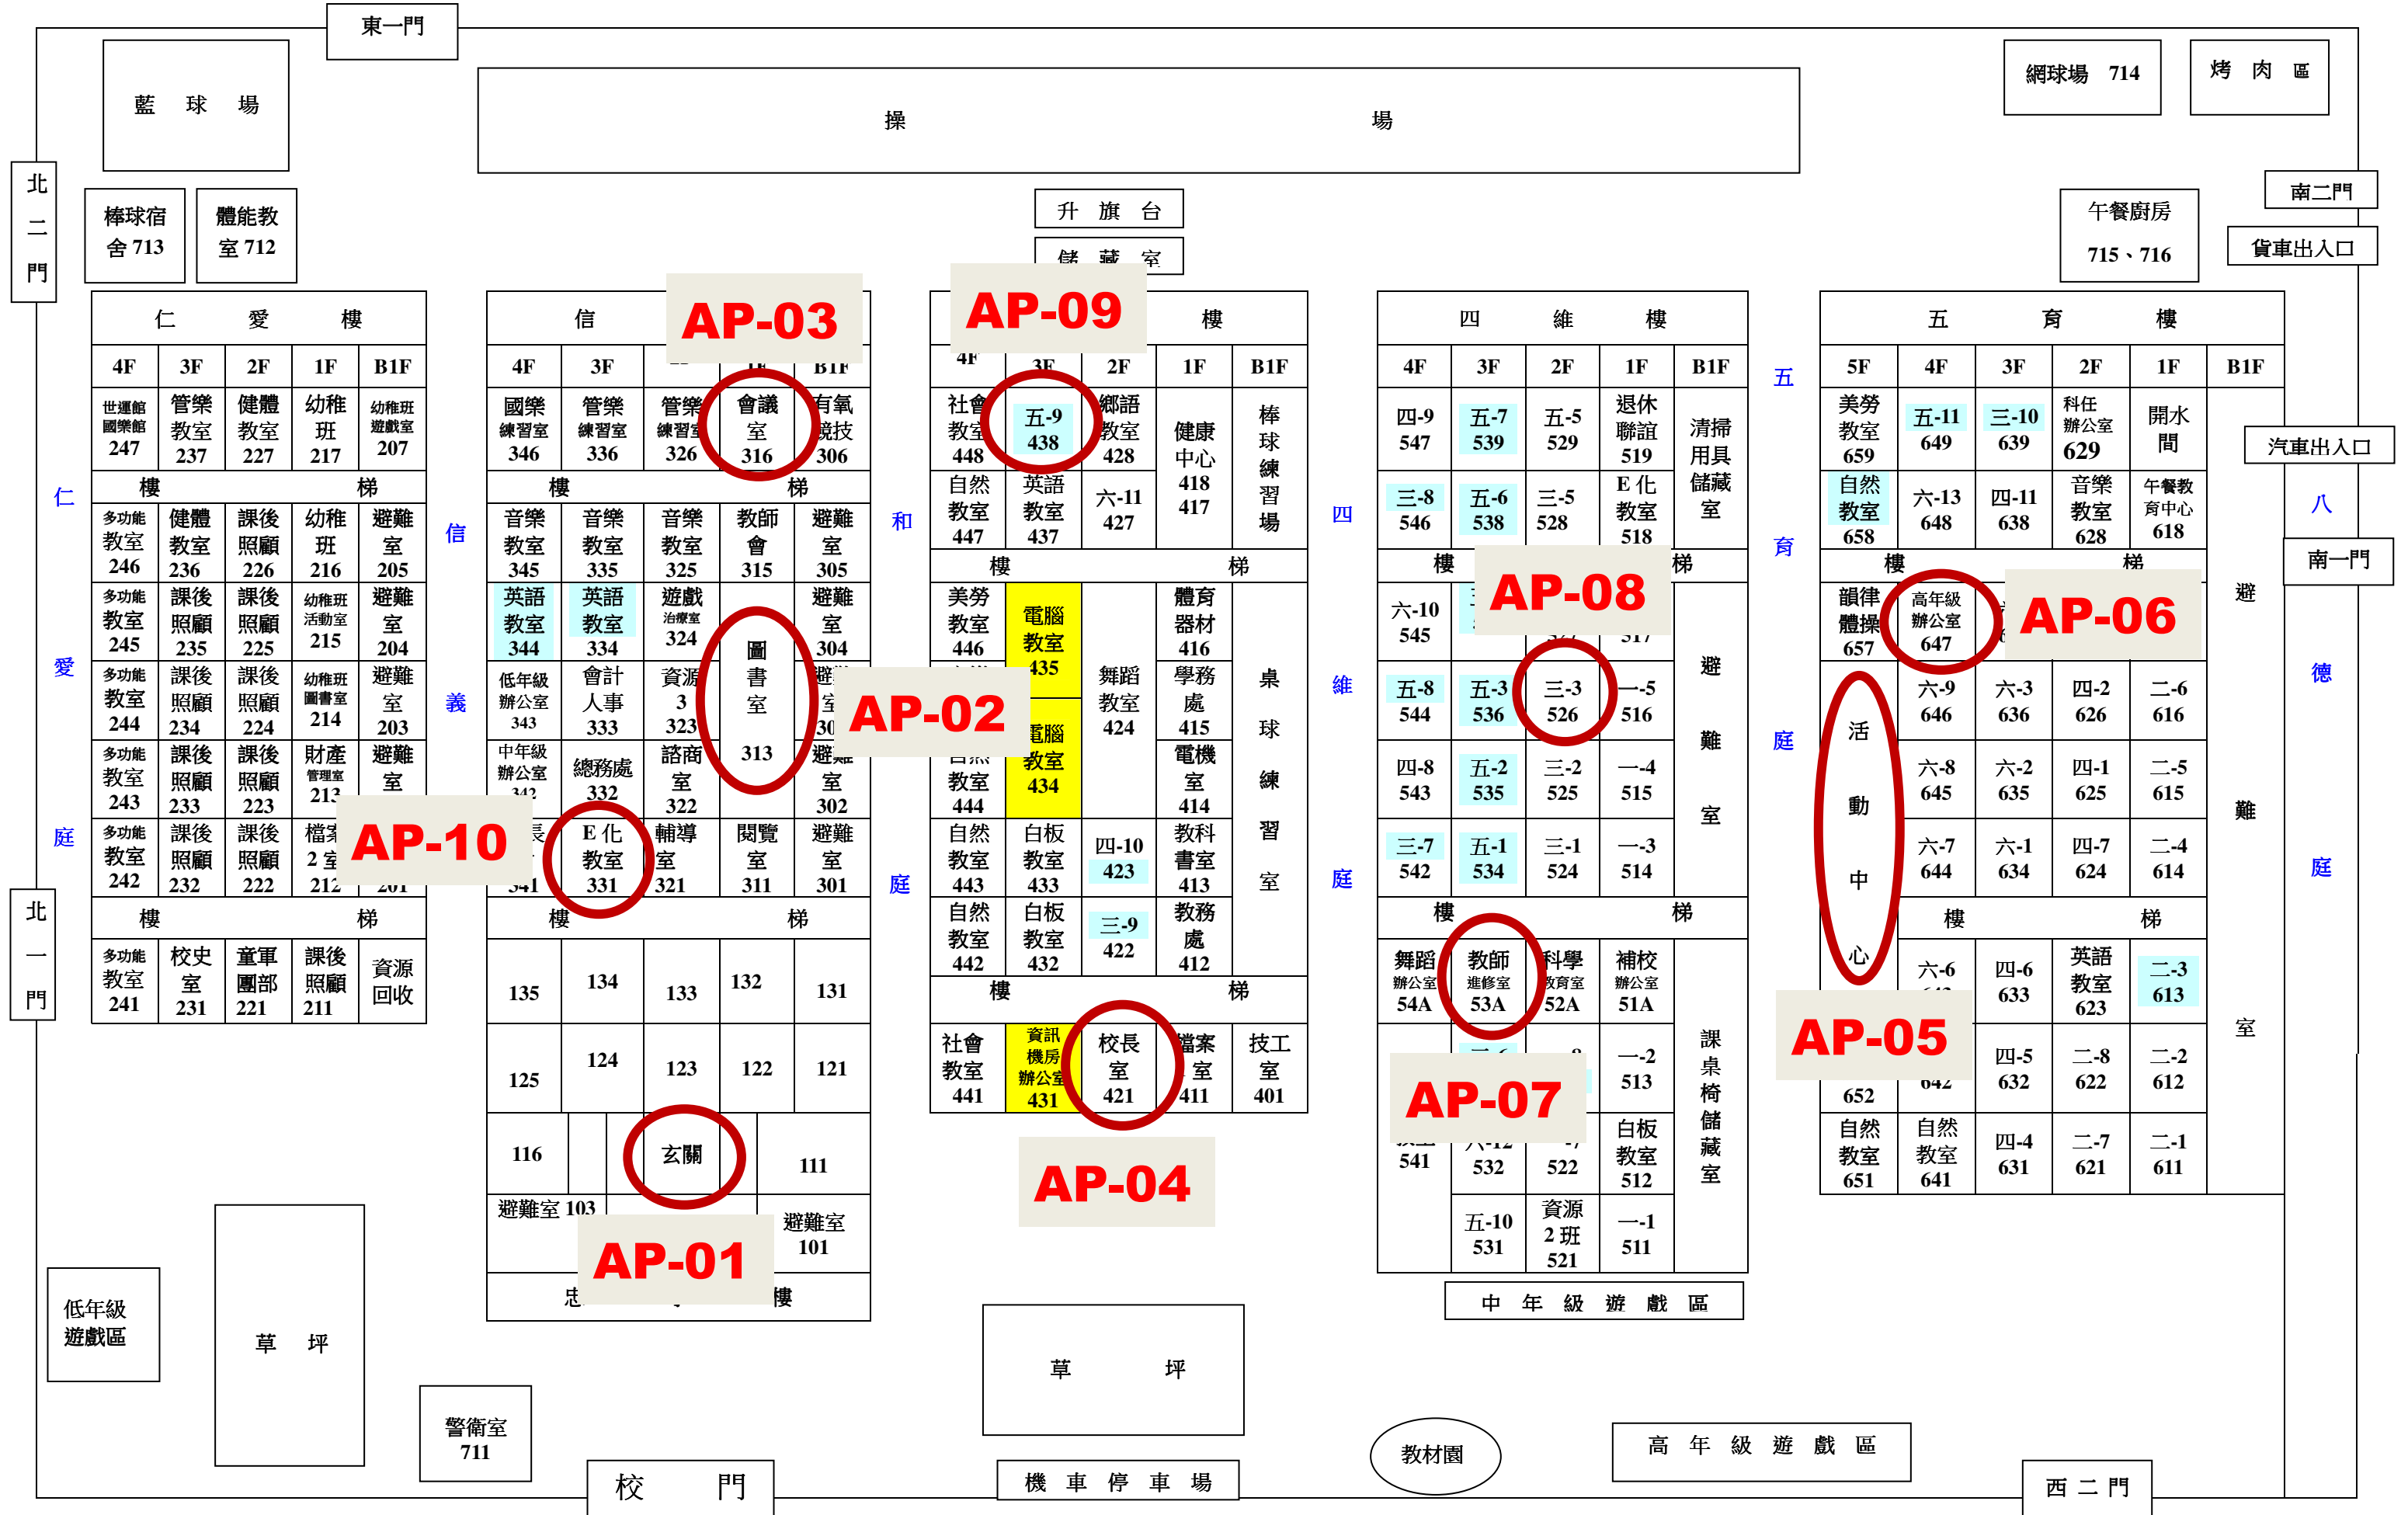 東一門
藍 球 場
操 場
網球場 714
烤 肉 區
北二門
棒球宿
舍 713
體能教
室 712
升 旗 台
儲 藏 室
午餐廚房
715、716
南二門
貨車出入口
汽車出入口
南一門
仁 愛 樓
4F 3F 2F 1F B1F
世運館
國樂館
247
管樂
教室
237
健體
教室
227
幼稚
班
217
幼稚班
遊戲室
207
樓 梯
多功能
教室
246
健體
教室
236
課後
照顧
226
幼稚
班
216
避難
室
205
多功能
教室
245
課後
照顧
235
課後
照顧
225
幼稚班
活動室
215
避難
室
204
多功能
教室
244
課後
照顧
234
課後
照顧
224
幼稚班
圖書室
214
避難
室
203
多功能
教室
243
課後
照顧
233
課後
照顧
223
財產
管理室
213
避難
室
多功能
教室
242
課後
照顧
232
課後
照顧
222
檔案
2 室
212
201
樓 梯
多功能
教室
241
校史
室
231
童軍
團部
221
課後
照顧
211
資源
回收
仁愛庭
北一門
信
AP-03
4F 3F 1F B1F
國樂
練習室
346
管樂
練習室
336
管樂
練習室
326
會議
室
316
有氧
競技
306
樓 梯
音樂
教室
345
音樂
教室
335
音樂
教室
325
教師
會
315
避難
室
305
英語
教室
344
英語
教室
334
遊戲
治療室
324
圖
書
室
313
避難
室
304
低年級
辦公室
343
會計
人事
333
資源
3
323
AP-02
中年級
辦公室
342
總務處
332
諮商
室
322
避難
室
302
AP-10
341
E 化
教室
331
輔導
室
321
閱覽
室
311
避難
室
301
樓 梯
135 134 133 132 131
125 124 123 122 121
116 玄關 111
避難室 103
避難室
101
AP-01
樓
信義庭
AP-09
樓
4F 3F 2F 1F B1F
社會
教室
448
五-9
438
鄉語
教室
428
健康
中心
418
417
棒
球
練
習
場
自然
教室
447
英語
教室
437
六-11
427
樓 梯
美勞
教室
446
電腦
教室
435
舞蹈
教室
424
體育
器材
416
桌
球
練
習
室
學務
處
415
教室
444
電腦
教室
434
電機
室
414
自然
教室
443
白板
教室
433
四-10
423
教科
書室
413
自然
教室
442
白板
教室
432
三-9
422
教務
處
412
樓 梯
社會
教室
441
資訊
機房
辦公室
431
校長
室
421
檔案
室
411
技工
室
401
AP-04
和
庭
四 維 樓
4F 3F 2F 1F B1F
四-9
547
五-7
539
五-5
529
退休
聯誼
519
清掃
用具
儲藏
室
三-8
546
五-6
538
三-5
528
E 化
教室
518
樓 梯
AP-08
六-10
545
517
避
難
室
五-8
544
五-3
536
三-3
526
一-5
516
四-8
543
五-2
535
三-2
525
一-4
515
三-7
542
五-1
534
三-1
524
一-3
514
樓 梯
舞蹈
辦公室
54A
教師
進修室
53A
科學
教育室
52A
補校
辦公室
51A
課
桌
椅
儲
藏
室
AP-07
一-2
513
541
532
522
白板
教室
512
五-10
531
資源
2 班
521
一-1
511
中 年 級 遊 戲 區
四維庭
五 育 樓
5F 4F 3F 2F 1F B1F
美勞
教室
659
五-11
649
三-10
639
科任
辦公室
629
開水
間
避
難
室
自然
教室
658
六-13
648
四-11
638
音樂
教室
628
午餐教
育中心
618
樓 梯
韻律
體操
657
高年級
辦公室
647
AP-06
活
動
中
心
六-9
646
六-3
636
四-2
626
二-6
616
六-8
645
六-2
635
四-1
625
二-5
615
六-7
644
六-1
634
四-7
624
二-4
614
樓 梯
六-6
四-6
633
英語
教室
623
二-3
613
AP-05
652
642
四-5
632
二-8
622
二-2
612
自然
教室
651
自然
教室
641
四-4
631
二-7
621
二-1
611
五育庭
八德庭
低年級
遊戲區
草 坪
警衛室
711
校 門
草 坪
機 車 停 車 場
教材園
高 年 級 遊 戲 區
西 二 門